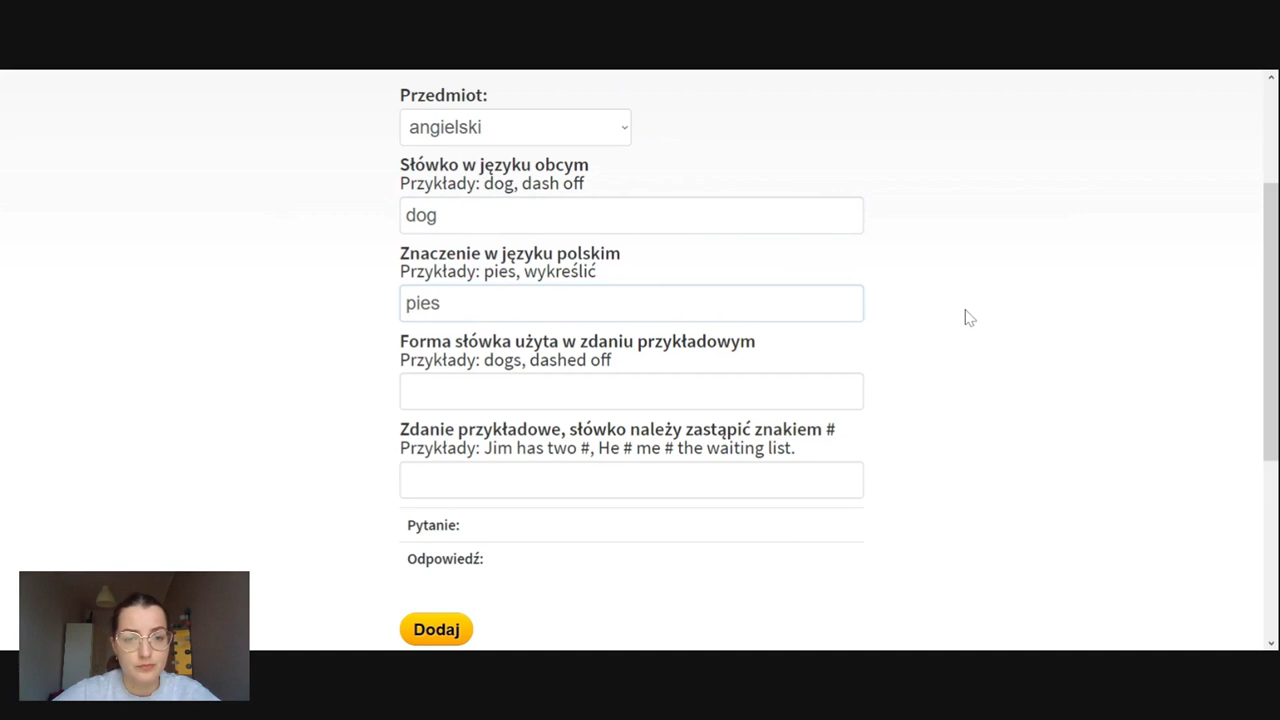 Przedmiot:
angielski
Słówko w języku obcym
Przykłady: dog, dash off
dog
Znaczenie w języku polskim
Przykłady: pies, wykreślić
pies
Forma słówka użyta w zdaniu przykładowym
Przykłady: dogs, dashed off
Zdanie przykładowe, słówko należy zastąpić znakiem #
Przykłady: Jim has two #, He # me # the waiting list.
Pytanie:
Odpowiedź:
Dodaj